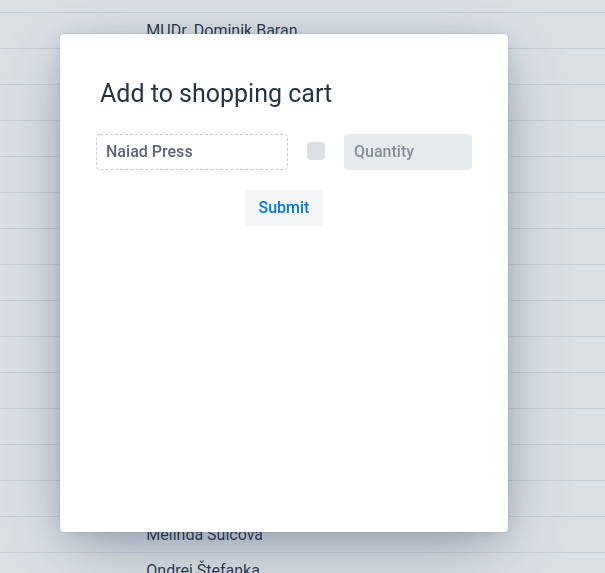 MUDr. Dominik Baran
Add to shopping cart
Naiad Press
Quantity
Submit
Melinda Šulcová
Ondrej Štefanka